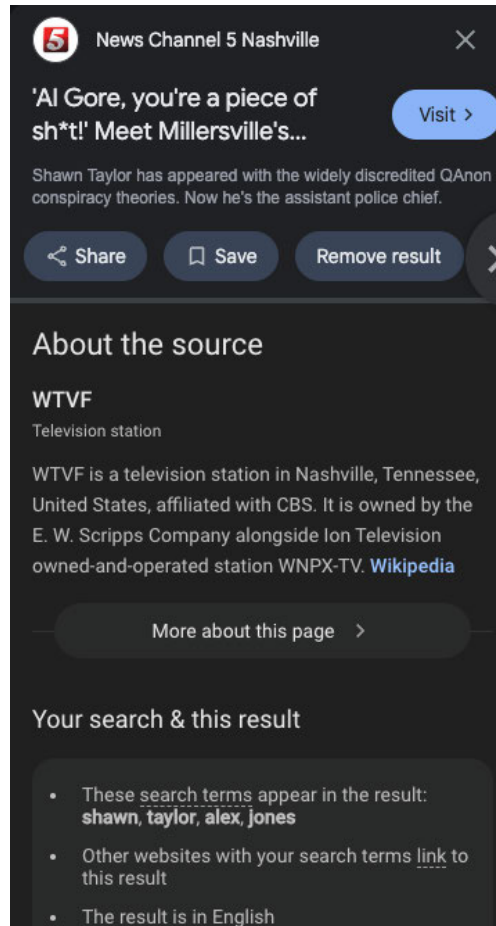 5 News Channel 5 Nashville
'Al Gore, you're a piece of
sh*t!' Meet Millersville's...
Visit >
Shawn Taylor has appeared with the widely discredited QAnon
conspiracy theories. Now he's the assistant police chief.
Share Save Remove result
About the source
WTVF
Television station
WTVF is a television station in Nashville, Tennessee,
United States, affiliated with CBS. It is owned by the
E. W. Scripps Company alongside Ion Television
owned-and-operated station WNPX-TV. Wikipedia
More about this page >
Your search & this result
• These search terms appear in the result:
shawn, taylor, alex, jones
• Other websites with your search terms link to
this result
• The result is in English